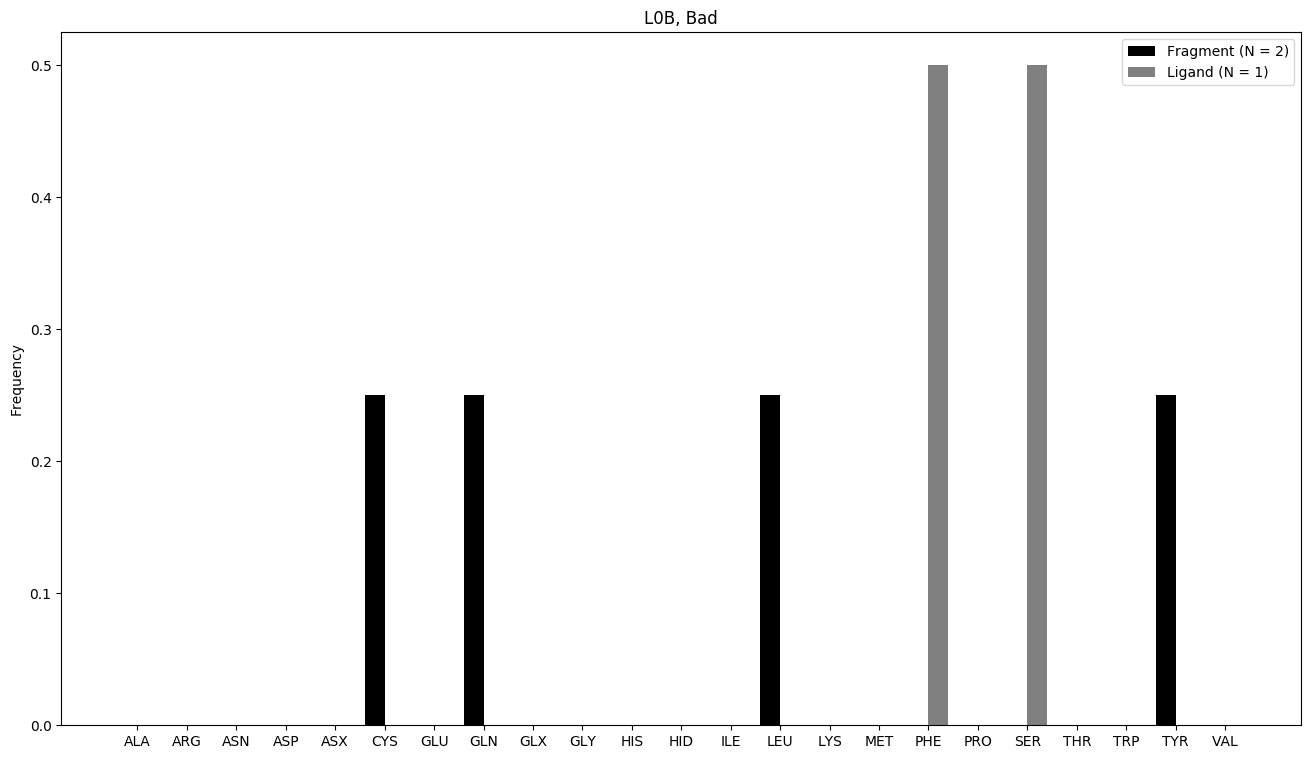 L0B, Bad
Fragment (N = 2)
Ligand (N = 1)
0.5
0.4
0.3
0.2
0.1
0.0
Frequency
ALA ARG ASN ASP ASX CYS GLU GLN GLX GLY HIS HID ILE LEU LYS MET PHE PRO SER THR TRP TYR VAL